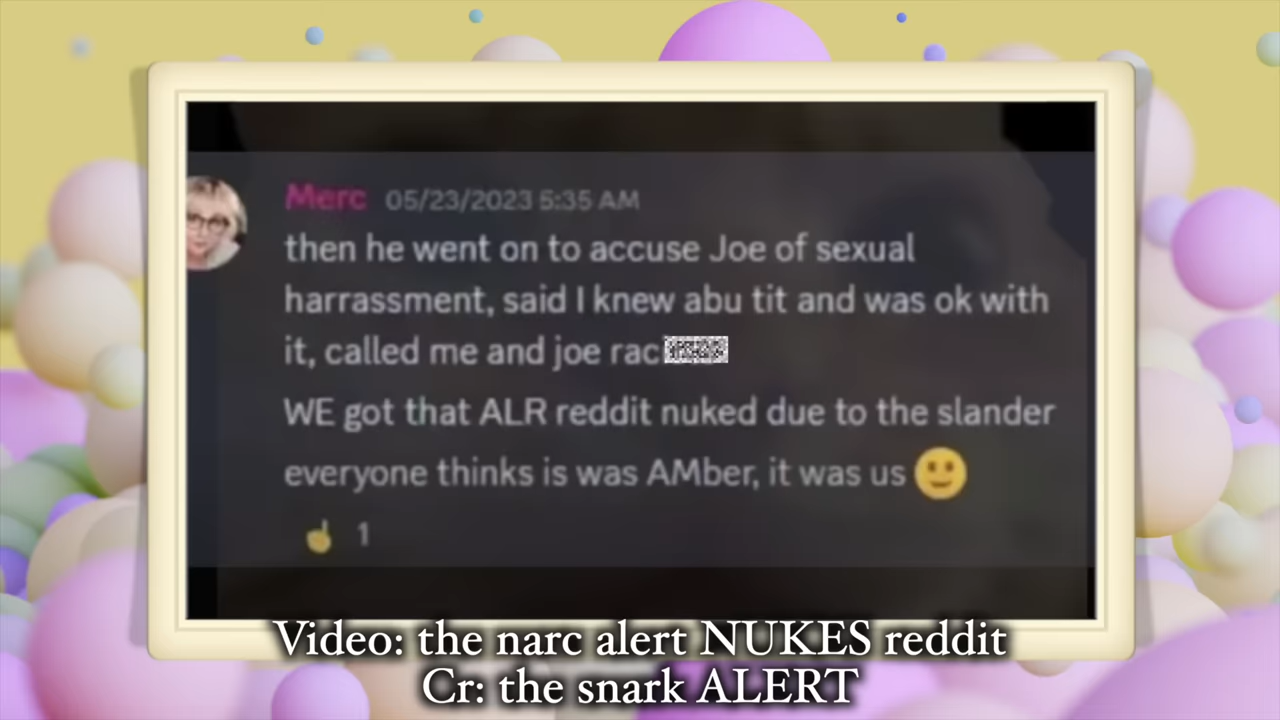 Merc 05/23/2023 5:35 AM
then he went on to accuse Joe of sexual
harrassment, said I knew abu tit and was ok with
it, called me and joe rac
WE got that ALR reddit nuked due to the slander
everyone thinks is was AMber, it was us
1
Video: the narc alert NUKES reddit
Cr: the snark ALERT